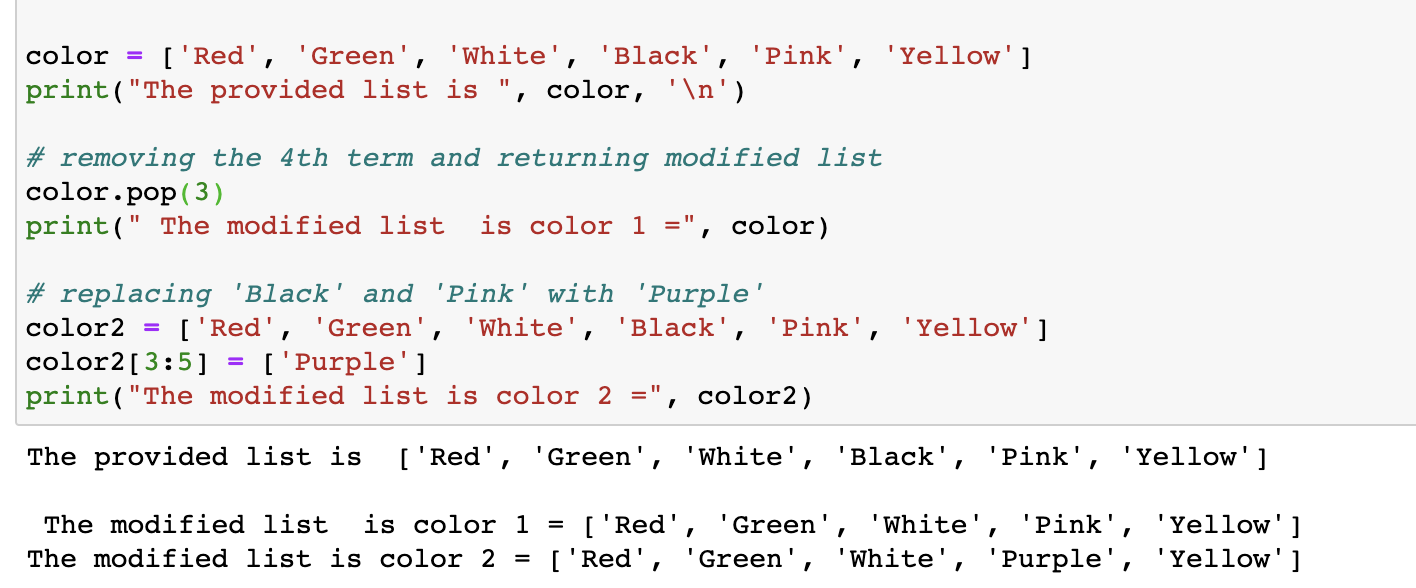 color = ['Red', 'Green', 'White', 'Black', 'Pink', 'Yellow']
print("The provided list is ", color, '\n')
# removing the 4th term and returning modified list
color.pop(3)
print(" The modified list  is color 1 =", color)
# replacing 'Black' and 'Pink' with 'Purple'
color2 = ['Red', 'Green', 'White', 'Black', 'Pink', 'Yellow']
color2[3:5] = ['Purple']
print("The modified list is color 2 =", color2)
The provided list is  ['Red', 'Green', 'White', 'Black', 'Pink', 'Yellow']
 The modified list  is color 1 = ['Red', 'Green', 'White', 'Pink', 'Yellow']
The modified list is color 2 = ['Red', 'Green', 'White', 'Purple', 'Yellow']